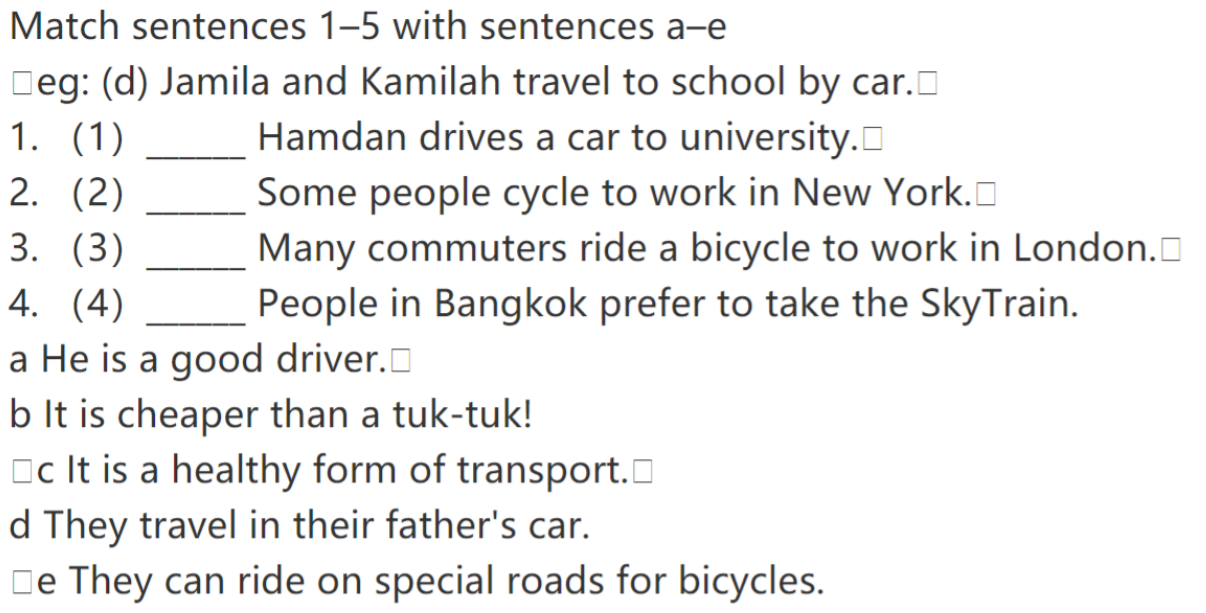 Match sentences 1–5 with sentences a–e
□eg: (d) Jamila and Kamilah travel to school by car.□
1. (1) ______ Hamdan drives a car to university.□
2. (2) ______ Some people cycle to work in New York.□
3. (3) ______ Many commuters ride a bicycle to work in London.□
4. (4) ______ People in Bangkok prefer to take the SkyTrain.
a He is a good driver.□
b It is cheaper than a tuk-tuk!
□c It is a healthy form of transport.□
d They travel in their father's car.
□e They can ride on special roads for bicycles.